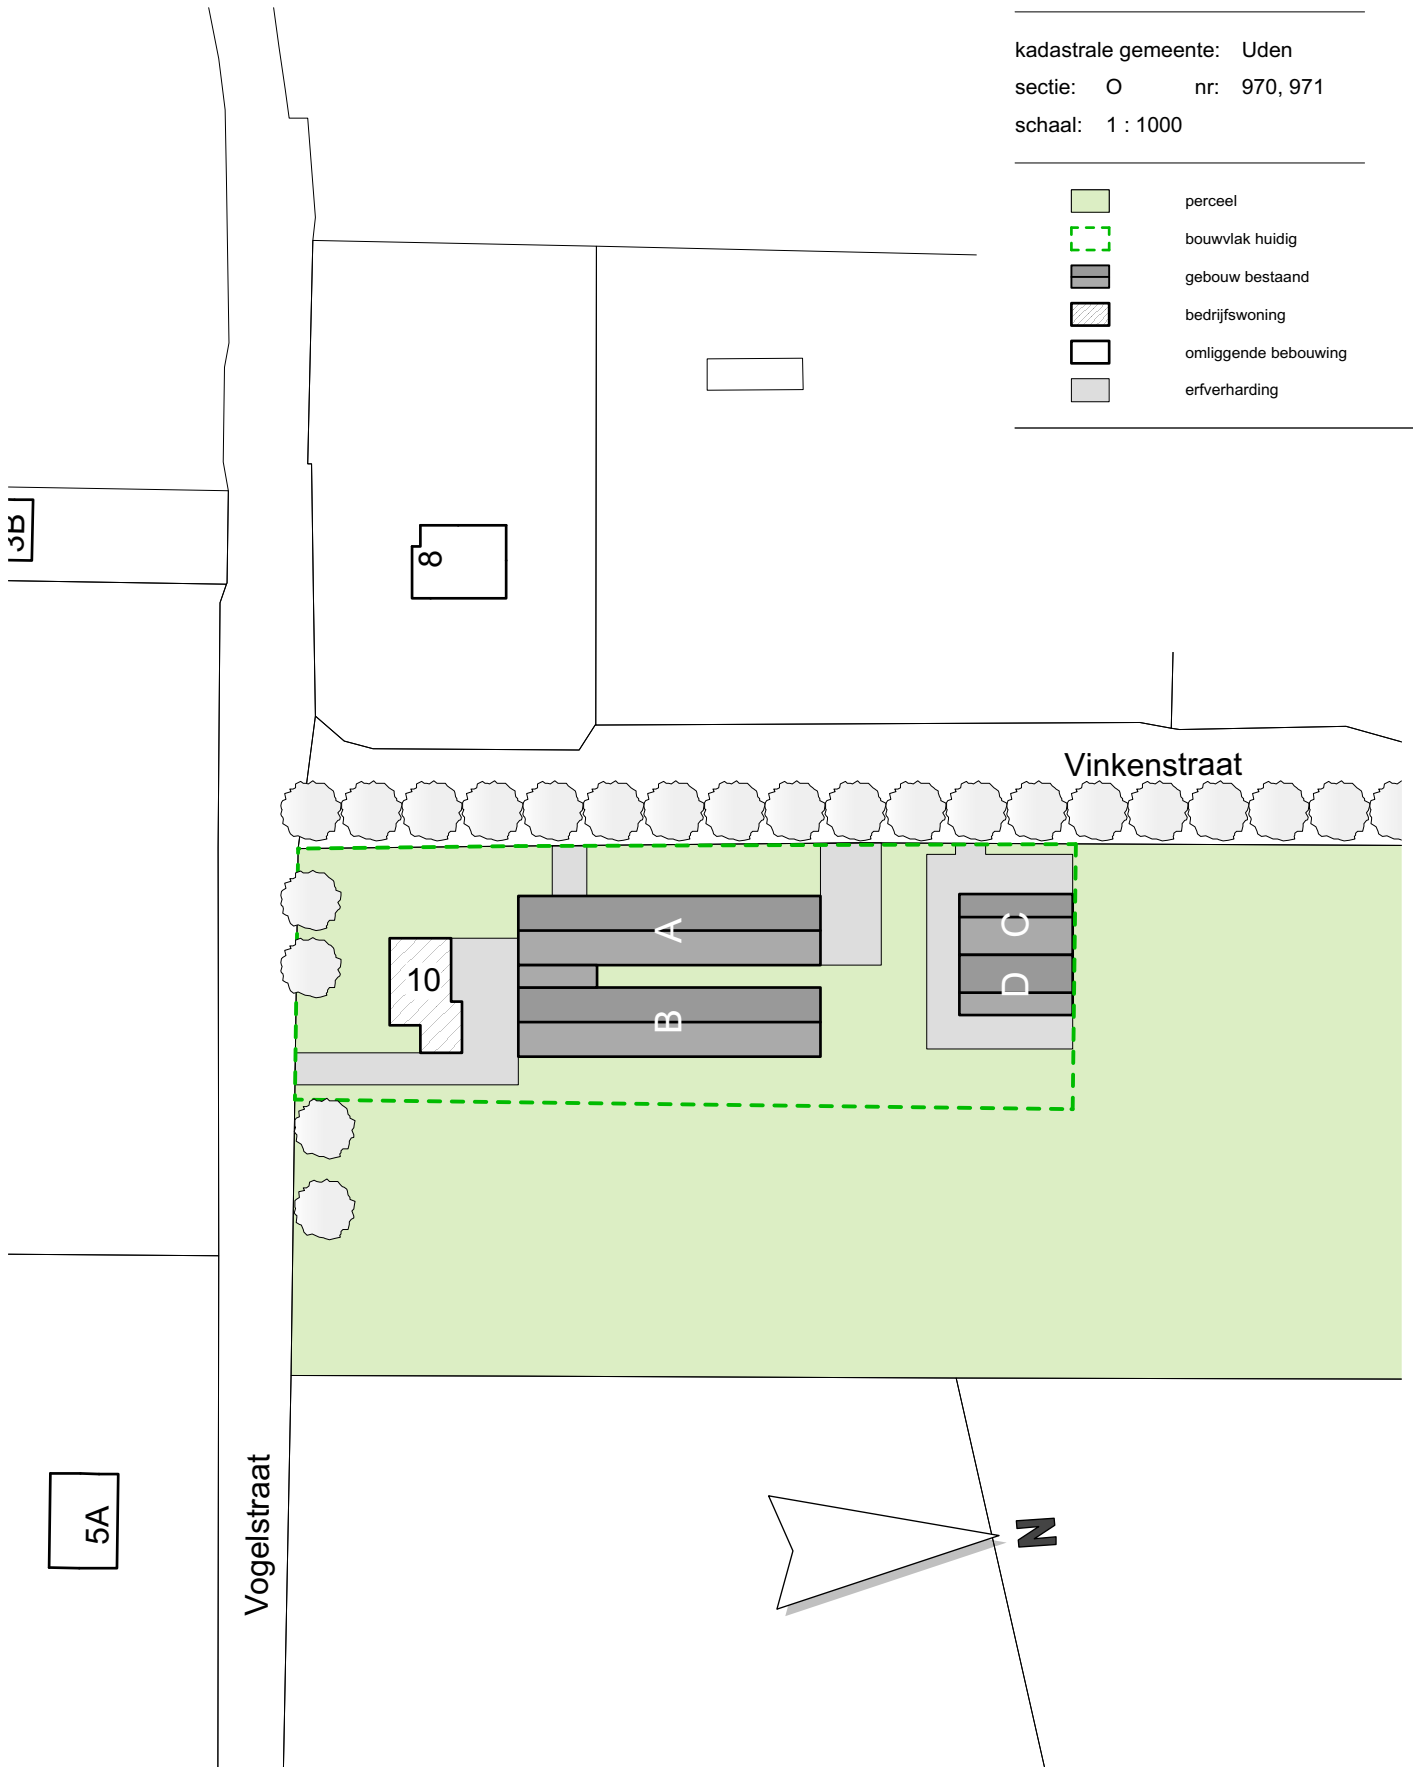 kadastrale gemeente: Uden
sectie: O nr: 970, 971
schaal: 1 : 1000
perceel
bouwvlak huidig
gebouw bestaand
bedrijfswoning
omliggende bebouwing
erfverharding
3B
8
Vinkenstraat
A
C
10
D
B
Vogelstraat
5A
N